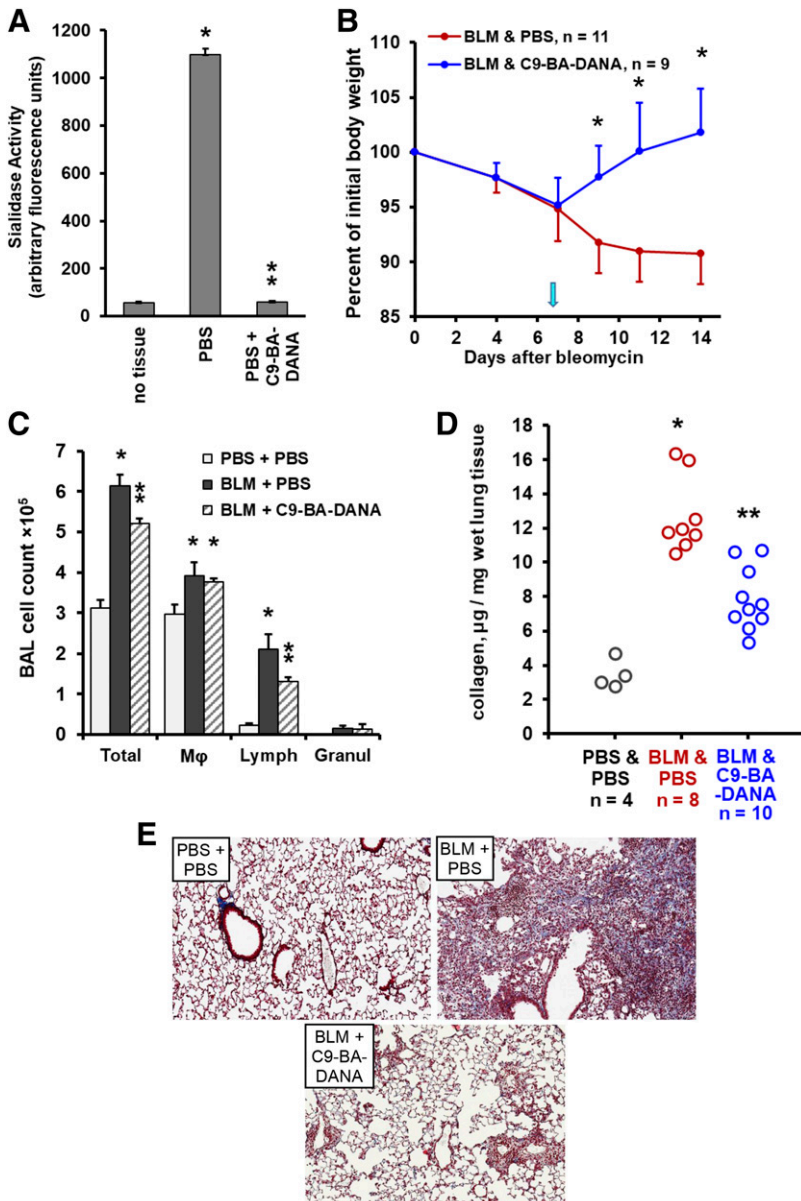 A
1200
1000
800
600
400
200
0
Sialidase Activity
(arbitrary fluorescence units)
*
**
no tissue
PBS
PBS +
C9-BA-
DANA
B
BLM & PBS, n = 11
BLM & C9-BA-DANA, n = 9
110
105
100
95
90
85
Percent of initial body weight
* * *
0 2 4 6 8 10 12 14
Days after bleomycin
C
PBS + PBS
BLM + PBS
BLM + C9-BA-DANA
7
6
5
4
3
2
1
0
BAL cell count ×10⁵
* **
* *
* **
Total Mφ Lymph Granul
D
18
16
14
12
10
8
6
4
2
0
collagen, µg / mg wet lung tissue
*
**
PBS &
PBS
n = 4
BLM &
PBS
n = 8
BLM &
C9-BA
-DANA
n = 10
E
PBS +
PBS
BLM +
PBS
BLM +
C9-BA-
DANA